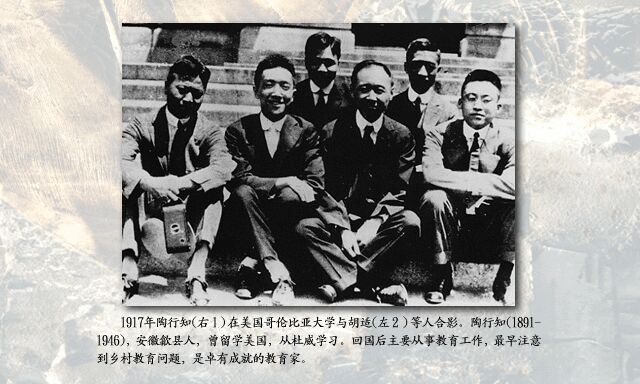 1917年陶行知(右1)在美国哥伦比亚大学与胡适(左2)等人合影。陶行知(1891-
1946)，安徽歙县人，曾留学美国，从杜威学习。回国后主要从事教育工作，最早注意
到乡村教育问题，是卓有成就的教育家。